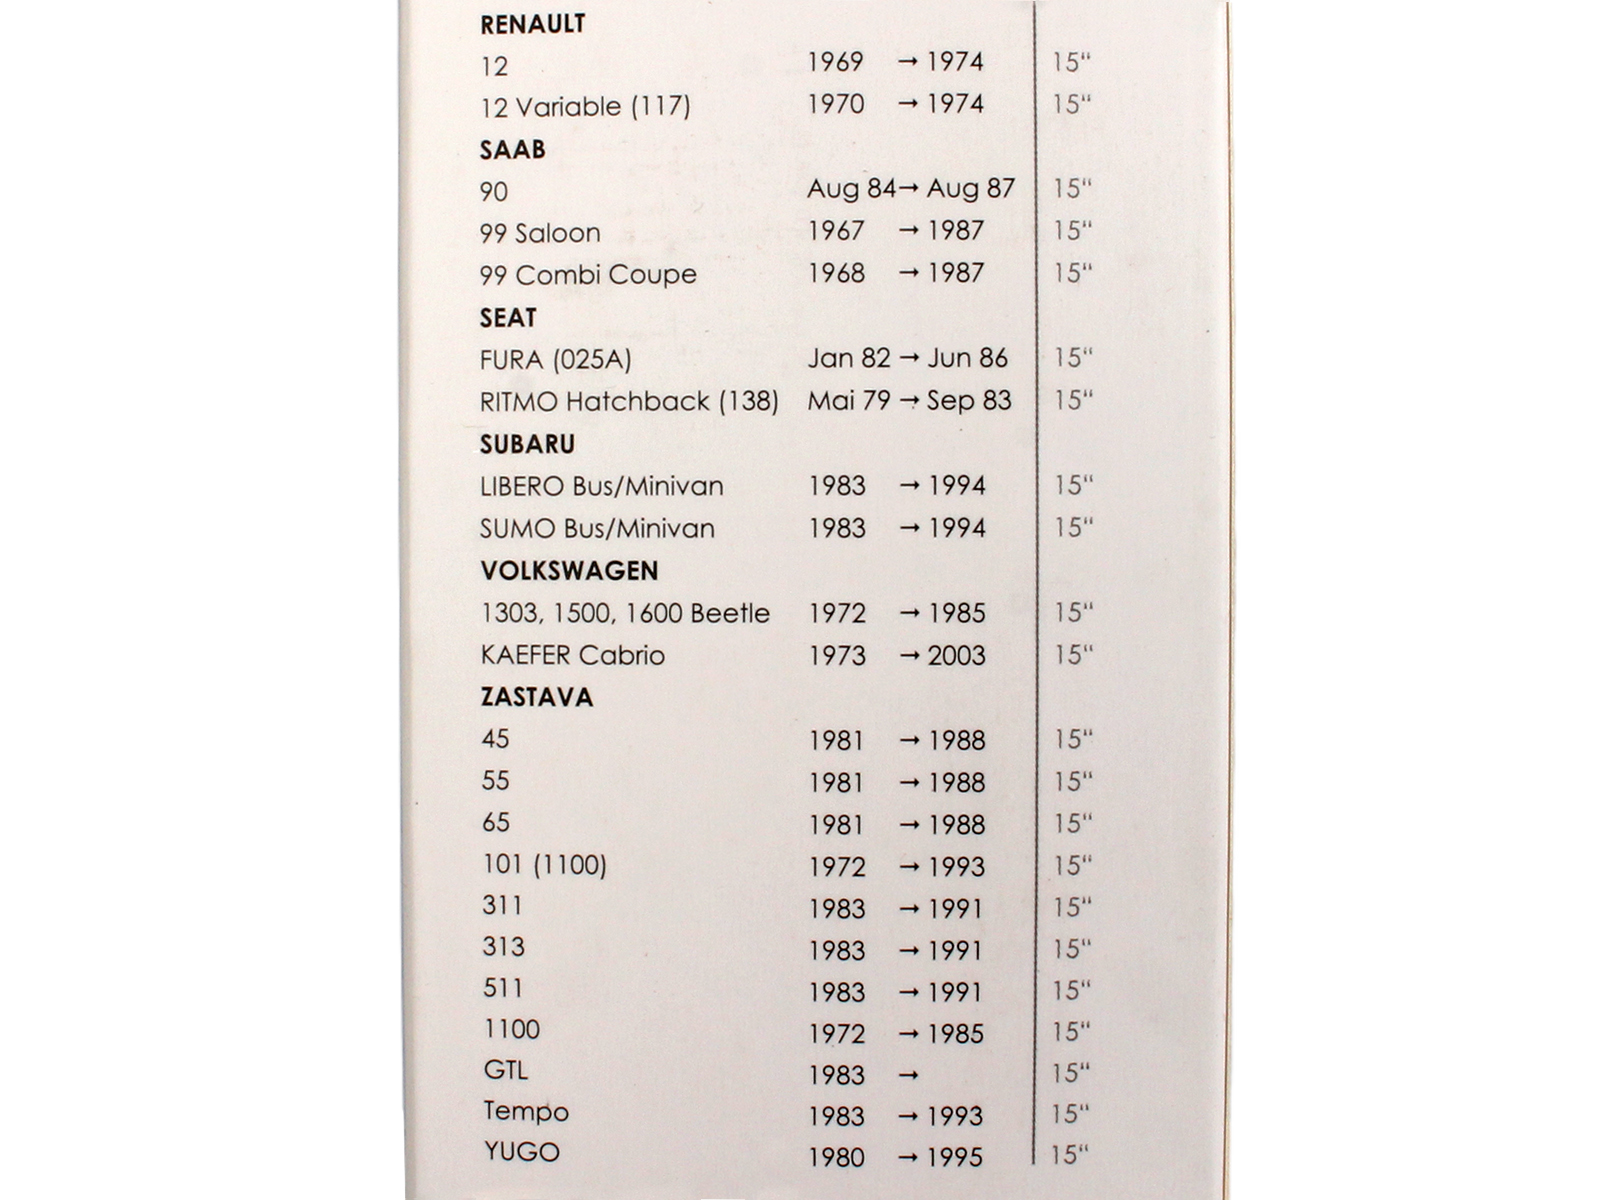 RENAULT
12 1969 → 1974 15“
12 Variable (117) 1970 → 1974 15“
SAAB
90 Aug 84→ Aug 87 15“
99 Saloon 1967 → 1987 15“
99 Combi Coupe 1968 → 1987 15“
SEAT
FURA (025A) Jan 82 → Jun 86 15“
RITMO Hatchback (138) Mai 79 → Sep 83 15“
SUBARU
LIBERO Bus/Minivan 1983 → 1994 15“
SUMO Bus/Minivan 1983 → 1994 15“
VOLKSWAGEN
1303, 1500, 1600 Beetle 1972 → 1985 15“
KAEFER Cabrio 1973 → 2003 15“
ZASTAVA
45 1981 → 1988 15“
55 1981 → 1988 15“
65 1981 → 1988 15“
101 (1100) 1972 → 1993 15“
311 1983 → 1991 15“
313 1983 → 1991 15“
511 1983 → 1991 15“
1100 1972 → 1985 15“
GTL 1983 → 15“
Tempo 1983 → 1993 15“
YUGO 1980 → 1995 15“